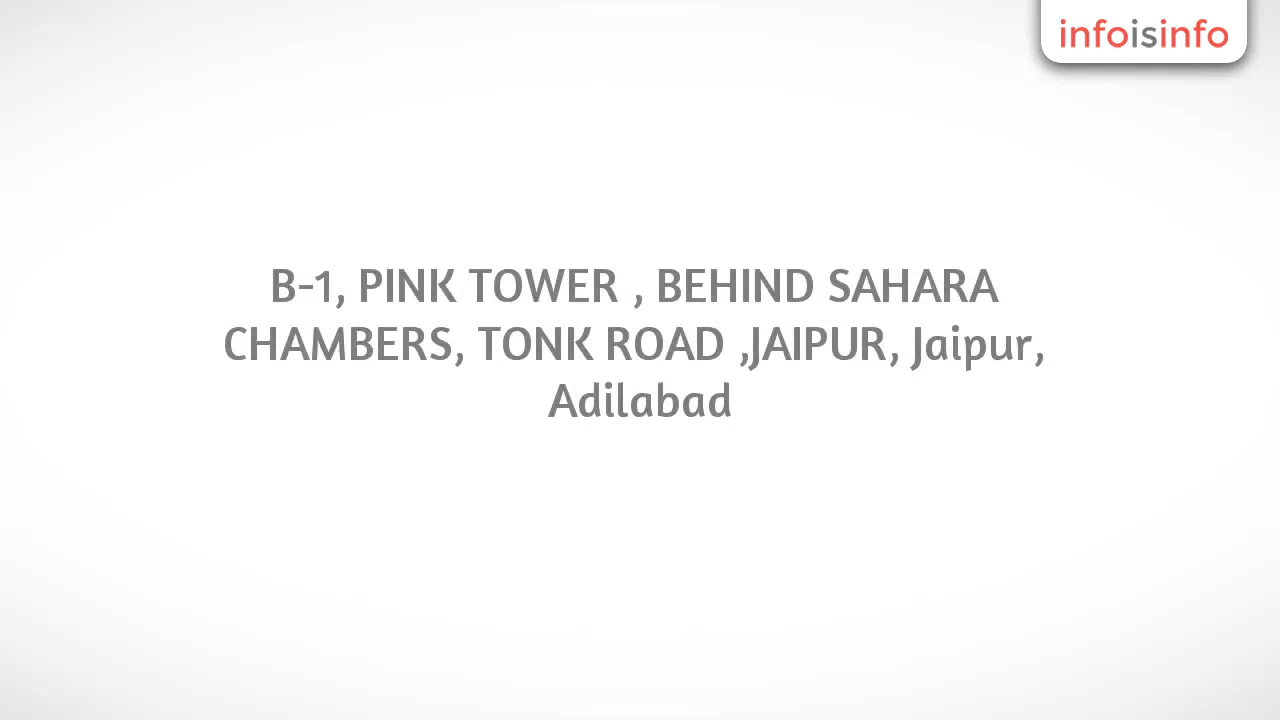 infoisinfo
B-1, PINK TOWER , BEHIND SAHARA
CHAMBERS, TONK ROAD ,JAIPUR, Jaipur,
Adilabad